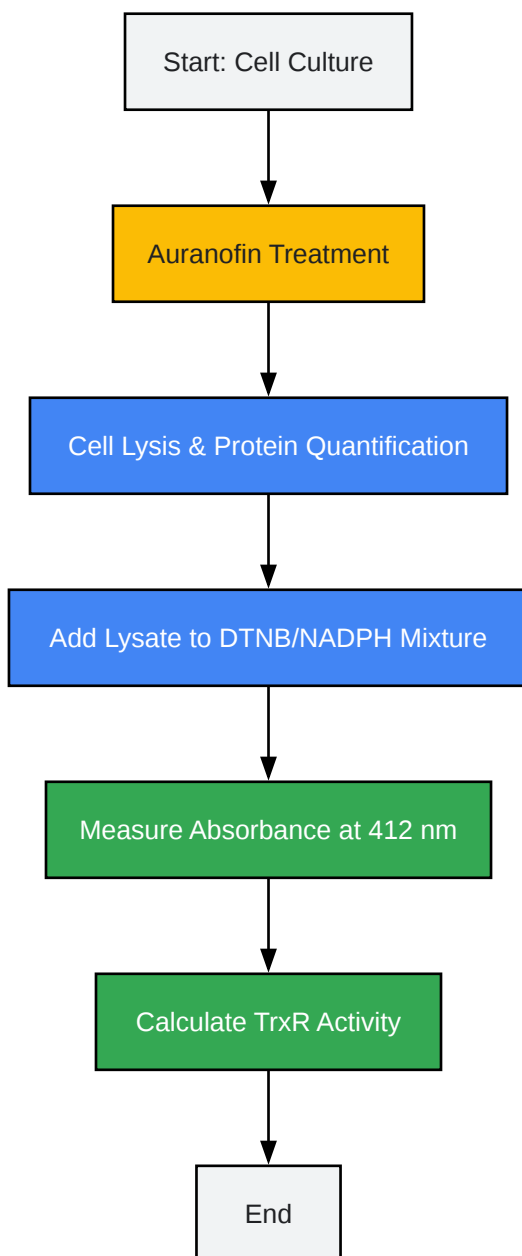 Start: Cell Culture
Auranofin Treatment
Cell Lysis & Protein Quantification
Add Lysate to DTNB/NADPH Mixture
Measure Absorbance at 412 nm
Calculate TrxR Activity
End